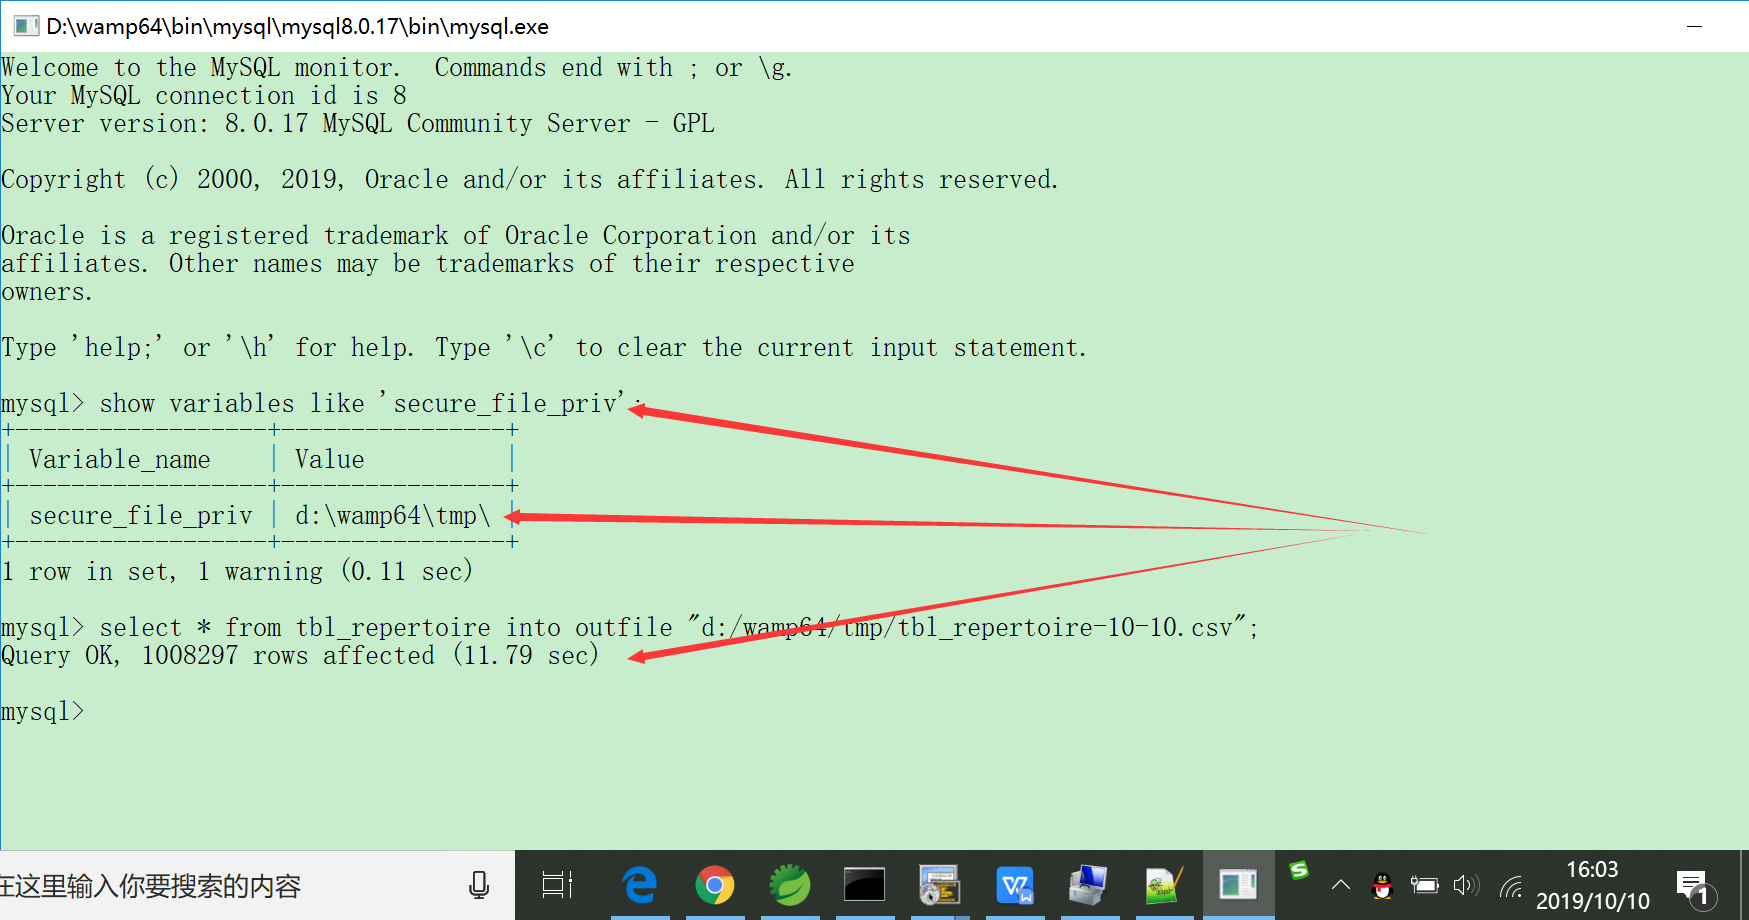 D:\wamp64\bin\mysql\mysql8.0.17\bin\mysql.exe
Welcome to the MySQL monitor.  Commands end with ; or \g.
Your MySQL connection id is 8
Server version: 8.0.17 MySQL Community Server - GPL
Copyright (c) 2000, 2019, Oracle and/or its affiliates. All rights reserved.
Oracle is a registered trademark of Oracle Corporation and/or its
affiliates. Other names may be trademarks of their respective
owners.
Type 'help;' or '\h' for help. Type '\c' to clear the current input statement.
mysql> show variables like 'secure_file_priv';
+------------------+----------------+
| Variable_name    | Value          |
+------------------+----------------+
| secure_file_priv | d:\wamp64\tmp\ |
+------------------+----------------+
1 row in set, 1 warning (0.11 sec)
mysql> select * from tbl_repertoire into outfile "d:/wamp64/tmp/tbl_repertoire-10-10.csv";
Query OK, 1008297 rows affected (11.79 sec)
mysql>
在这里输入你要搜索的内容
16:03
2019/10/10
1